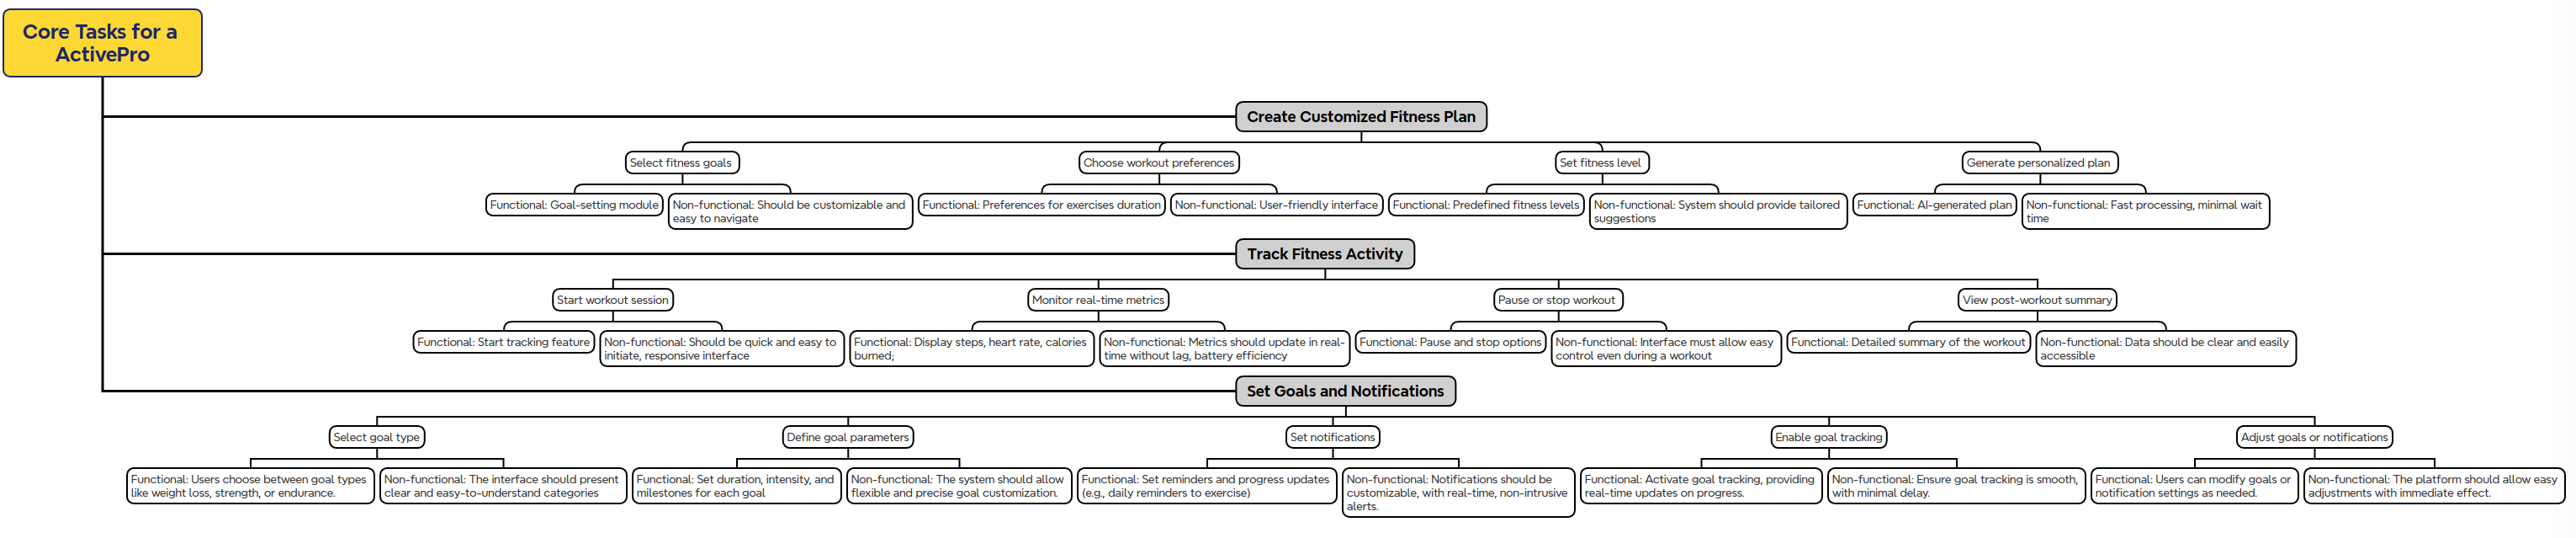 Core Tasks for a
ActivePro
Create Customized Fitness Plan
Select fitness goals
Choose workout preferences
Set fitness level
Generate personalized plan
Functional: Goal-setting module
Non-functional: Should be customizable and
easy to navigate
Functional: Preferences for exercises duration
Non-functional: User-friendly interface
Functional: Predefined fitness levels
Non-functional: System should provide tailored
suggestions
Functional: AI-generated plan
Non-functional: Fast processing, minimal wait
time
Track Fitness Activity
Start workout session
Monitor real-time metrics
Pause or stop workout
View post-workout summary
Functional: Start tracking feature
Non-functional: Should be quick and easy to
initiate, responsive interface
Functional: Display steps, heart rate, calories
burned;
Non-functional: Metrics should update in real-
time without lag, battery efficiency
Functional: Pause and stop options
Non-functional: Interface must allow easy
control even during a workout
Functional: Detailed summary of the workout
Non-functional: Data should be clear and easily
accessible
Set Goals and Notifications
Select goal type
Define goal parameters
Set notifications
Enable goal tracking
Adjust goals or notifications
Functional: Users choose between goal types
like weight loss, strength, or endurance.
Non-functional: The interface should present
clear and easy-to-understand categories
Functional: Set duration, intensity, and
milestones for each goal
Non-functional: The system should allow
flexible and precise goal customization.
Functional: Set reminders and progress updates
(e.g., daily reminders to exercise)
Non-functional: Notifications should be
customizable, with real-time, non-intrusive
alerts.
Functional: Activate goal tracking, providing
real-time updates on progress.
Non-functional: Ensure goal tracking is smooth,
with minimal delay.
Functional: Users can modify goals or
notification settings as needed.
Non-functional: The platform should allow easy
adjustments with immediate effect.